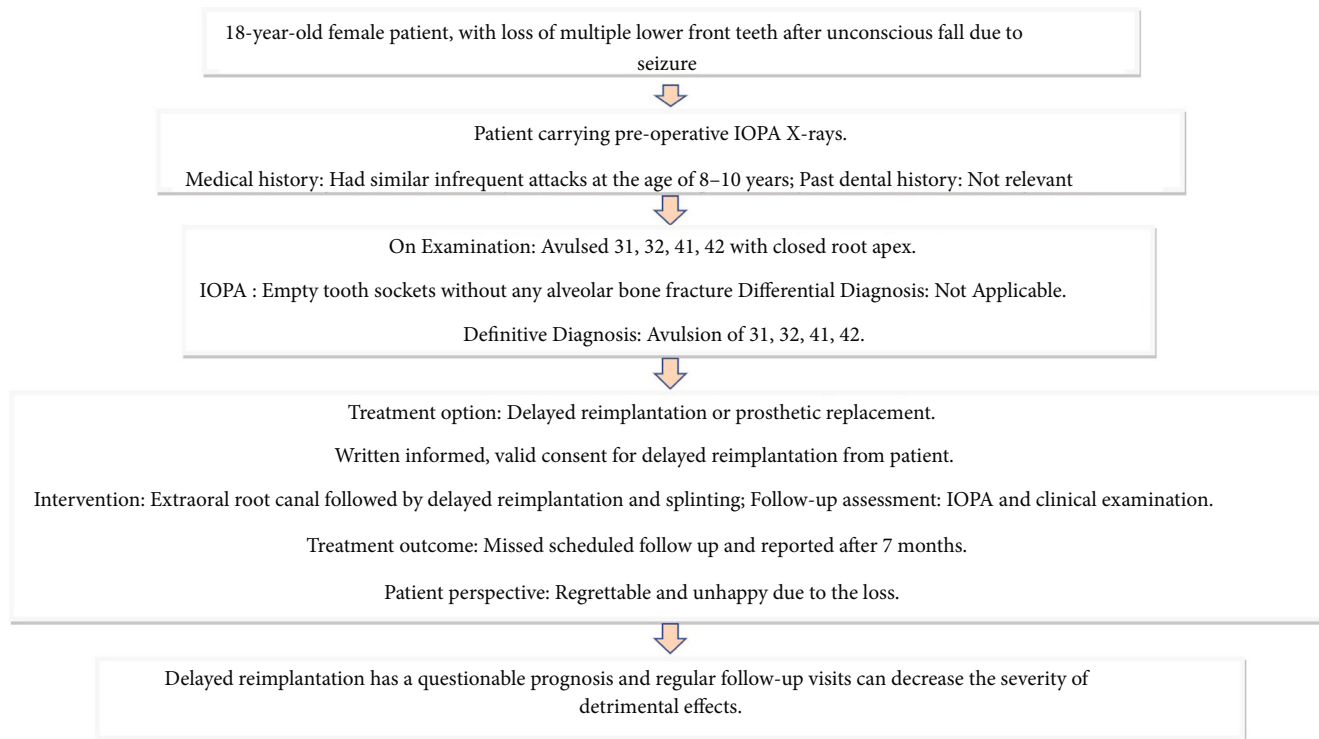 18-year-old female patient, with loss of multiple lower front teeth after unconscious fall due to
seizure
Patient carrying pre-operative IOPA X-rays.
Medical history: Had similar infrequent attacks at the age of 8–10 years; Past dental history: Not relevant
On Examination: Avulsed 31, 32, 41, 42 with closed root apex.
IOPA : Empty tooth sockets without any alveolar bone fracture Differential Diagnosis: Not Applicable.
Definitive Diagnosis: Avulsion of 31, 32, 41, 42.
Treatment option: Delayed reimplantation or prosthetic replacement.
Written informed, valid consent for delayed reimplantation from patient.
Intervention: Extraoral root canal followed by delayed reimplantation and splinting; Follow-up assessment: IOPA and clinical examination.
Treatment outcome: Missed scheduled follow up and reported after 7 months.
Patient perspective: Regrettable and unhappy due to the loss.
Delayed reimplantation has a questionable prognosis and regular follow-up visits can decrease the severity of
detrimental effects.